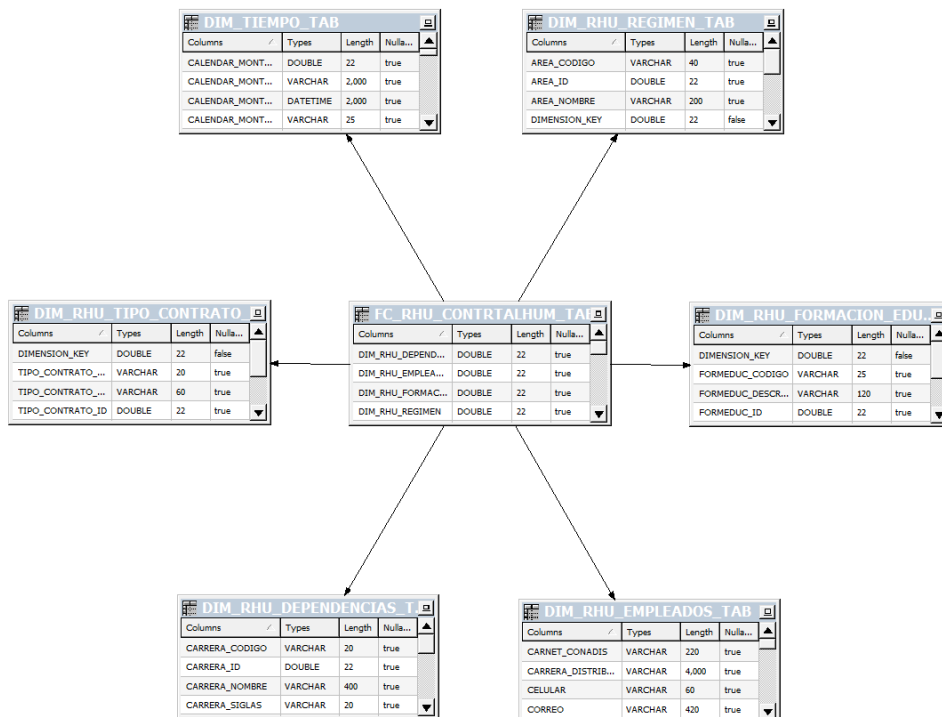 DIM_TIEMPO_TAB
Columns Types Length Nulla...
CALENDAR_MONT... DOUBLE 22 true
CALENDAR_MONT... VARCHAR 2,000 true
CALENDAR_MONT... DATETIME 2,000 true
CALENDAR_MONT... VARCHAR 25 true
DIM_RHU_REGIMEN_TAB
Columns Types Length Nulla...
AREA_CODIGO VARCHAR 40 true
AREA_ID DOUBLE 22 true
AREA_NOMBRE VARCHAR 200 true
DIMENSION_KEY DOUBLE 22 false
DIM_RHU_TIPO_CONTRATO_
Columns Types Length Nulla...
DIMENSION_KEY DOUBLE 22 false
TIPO_CONTRATO_... VARCHAR 20 true
TIPO_CONTRATO_... VARCHAR 60 true
TIPO_CONTRATO_ID DOUBLE 22 true
FC_RHU_CONTRTALHUM_TAB
Columns Types Length Nulla...
DIM_RHU_DEPEND... DOUBLE 22 true
DIM_RHU_EMPLEA... DOUBLE 22 true
DIM_RHU_FORMAC... DOUBLE 22 true
DIM_RHU_REGIMEN DOUBLE 22 true
DIM_RHU_FORMACION_EDU...
Columns Types Length Nulla...
DIMENSION_KEY DOUBLE 22 false
FORMEDUC_CODIGO VARCHAR 25 true
FORMEDUC_DESCR... VARCHAR 120 true
FORMEDUC_ID DOUBLE 22 true
DIM_RHU_DEPENDENCIAS_T...
Columns Types Length Nulla...
CARRERA_CODIGO VARCHAR 20 true
CARRERA_ID DOUBLE 22 true
CARRERA_NOMBRE VARCHAR 400 true
CARRERA_SIGLAS VARCHAR 20 true
DIM_RHU_EMPLEADOS_TAB
Columns Types Length Nulla...
CARNET_CONADIS VARCHAR 220 true
CARRERA_DISTRIB... VARCHAR 4,000 true
CELULAR VARCHAR 60 true
CORREO VARCHAR 420 true